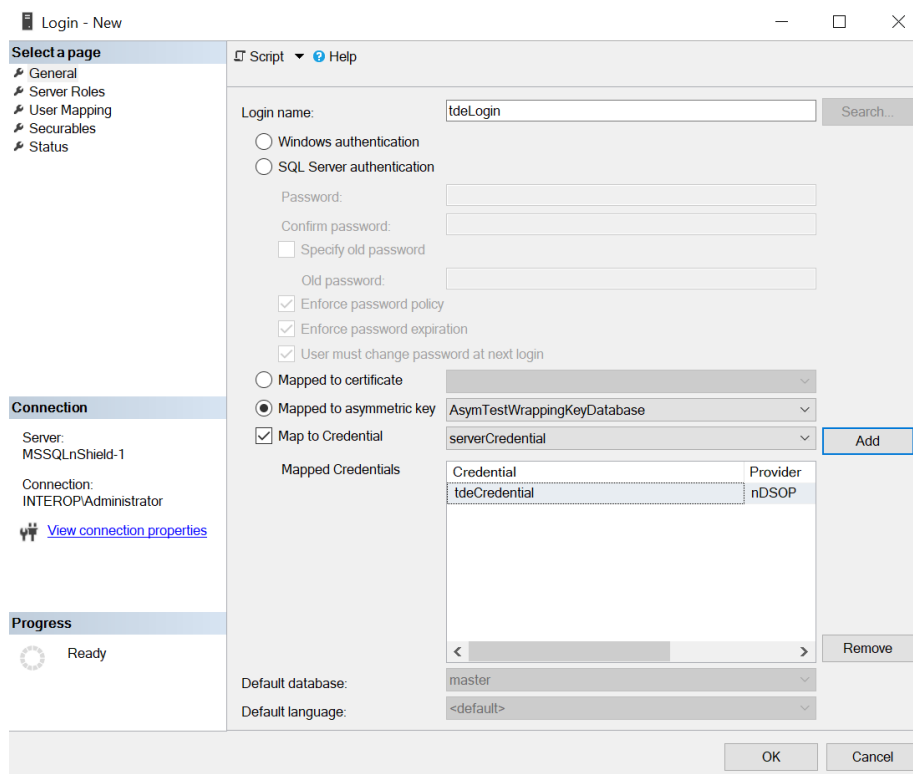 Login - New
Select a page
General
Server Roles
User Mapping
Securables
Status
Script Help
Login name: tdeLogin Search...
Windows authentication
SQL Server authentication
Password:
Confirm password:
Specify old password
Old password:
Enforce password policy
Enforce password expiration
User must change password at next login
Mapped to certificate
Mapped to asymmetric key AsymTestWrappingKeyDatabase
Map to Credential serverCredential Add
Mapped Credentials
Credential Provider
tdeCredential nDSOP
Remove
Default database: master
Default language: <default>
Connection
Server:
MSSQLnShield-1
Connection:
INTEROP\Administrator
View connection properties
Progress
Ready
OK Cancel